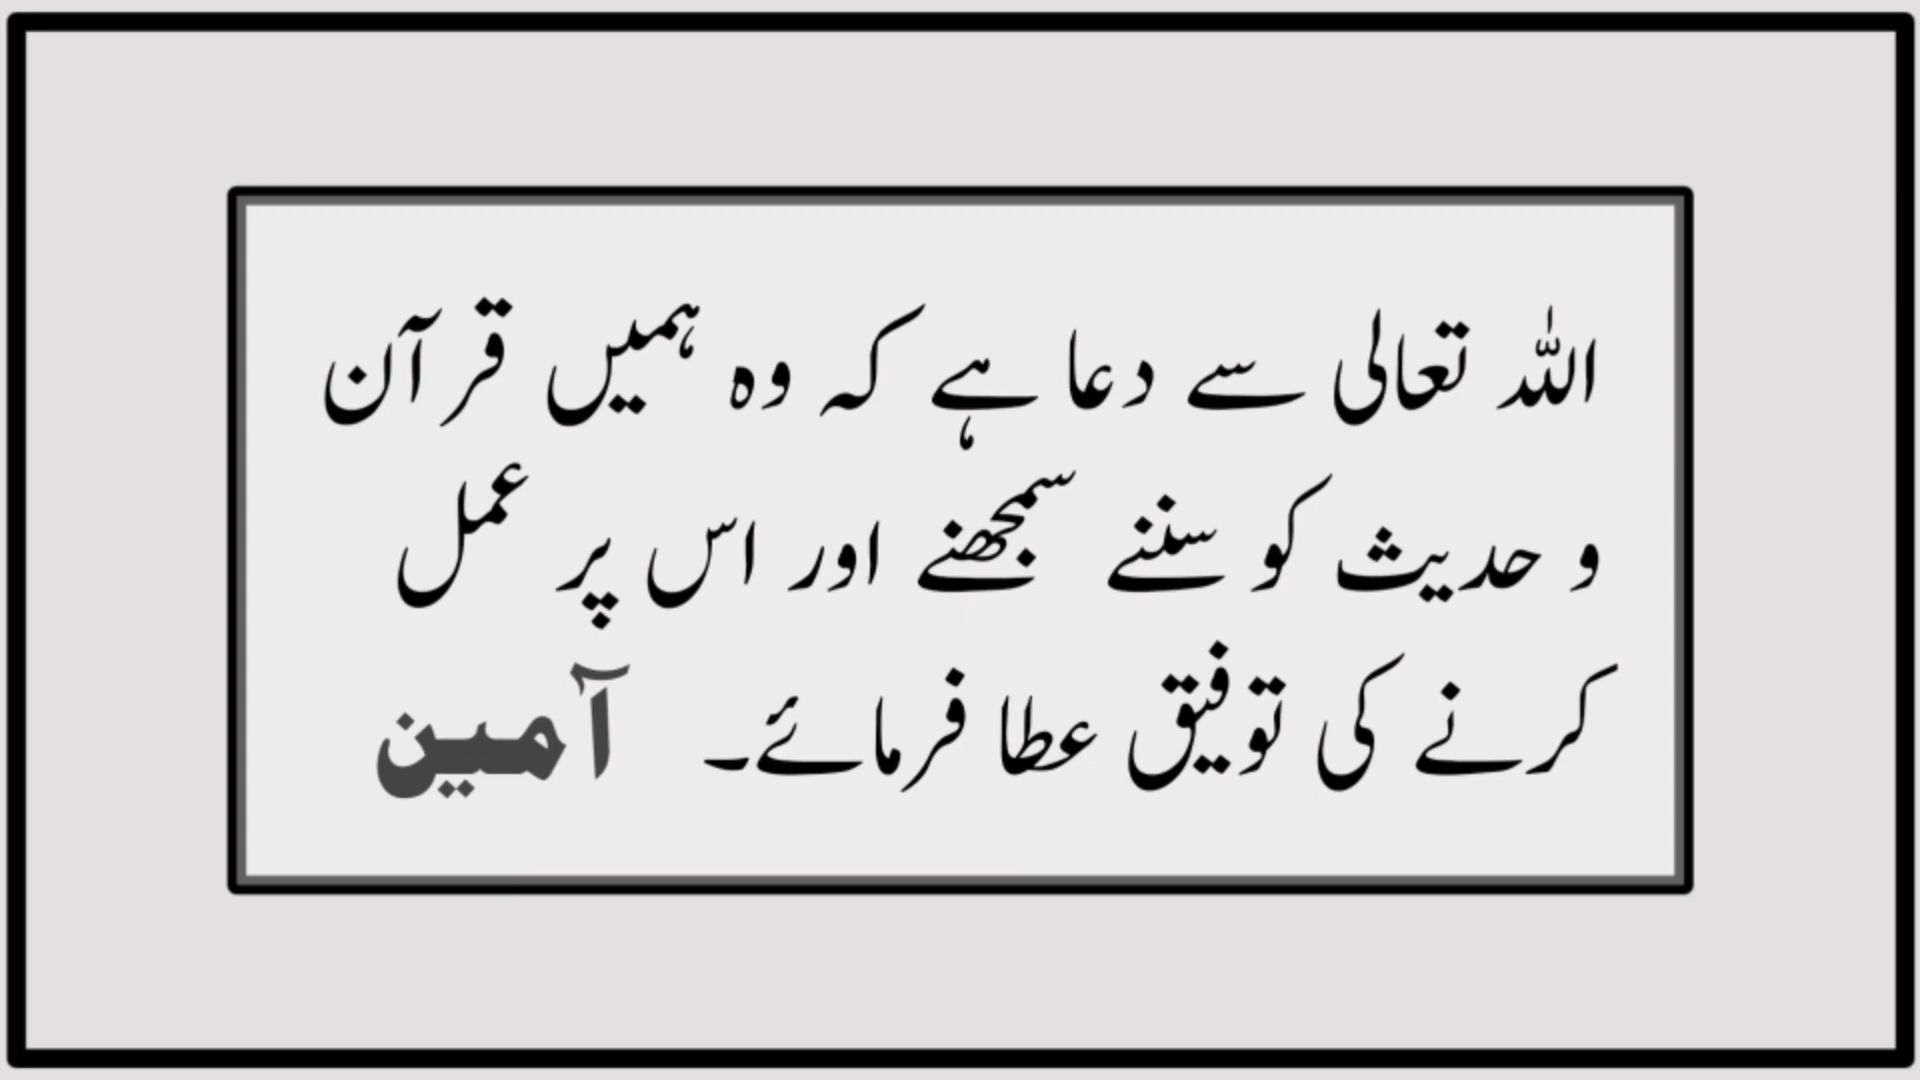 اللہ تعالی سے دعا ہے کہ وہ ہمیں قرآن
و حدیث کو سننے سمجھنے اور اس پر عمل
کرنے کی توفیق عطا فرمائے۔ آمین